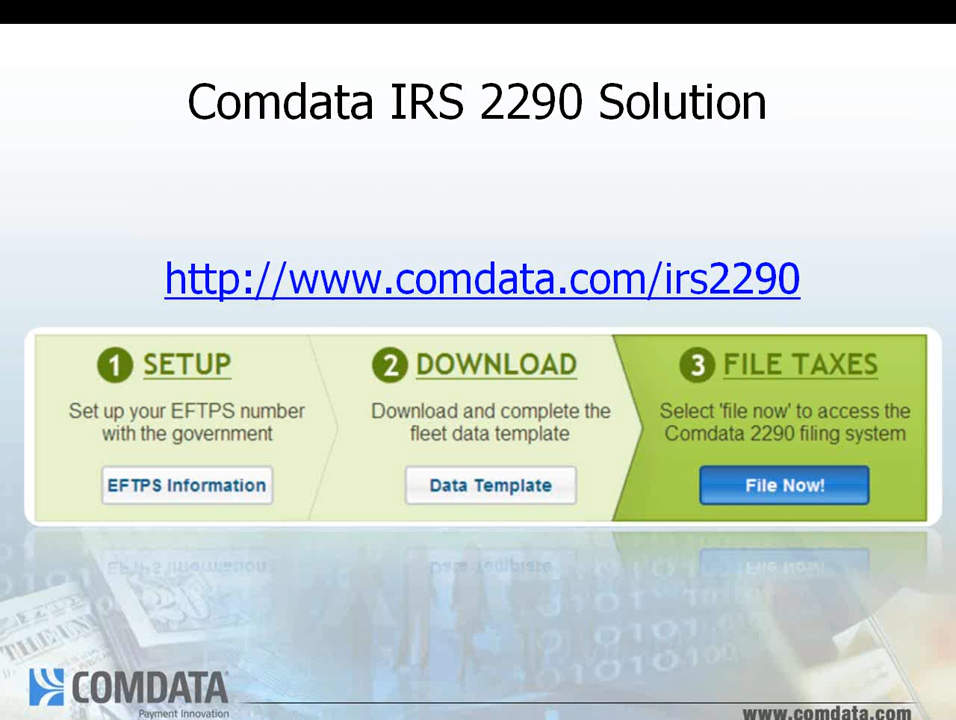 Comdata IRS 2290 Solution
http://www.comdata.com/irs2290
1 SETUP
Set up your EFTPS number
with the government
EFTPS Information
2 DOWNLOAD
Download and complete the
fleet data template
Data Template
3 FILE TAXES
Select 'file now' to access the
Comdata 2290 filing system
File Now!
COMDATA
Payment Innovation
www.comdata.com